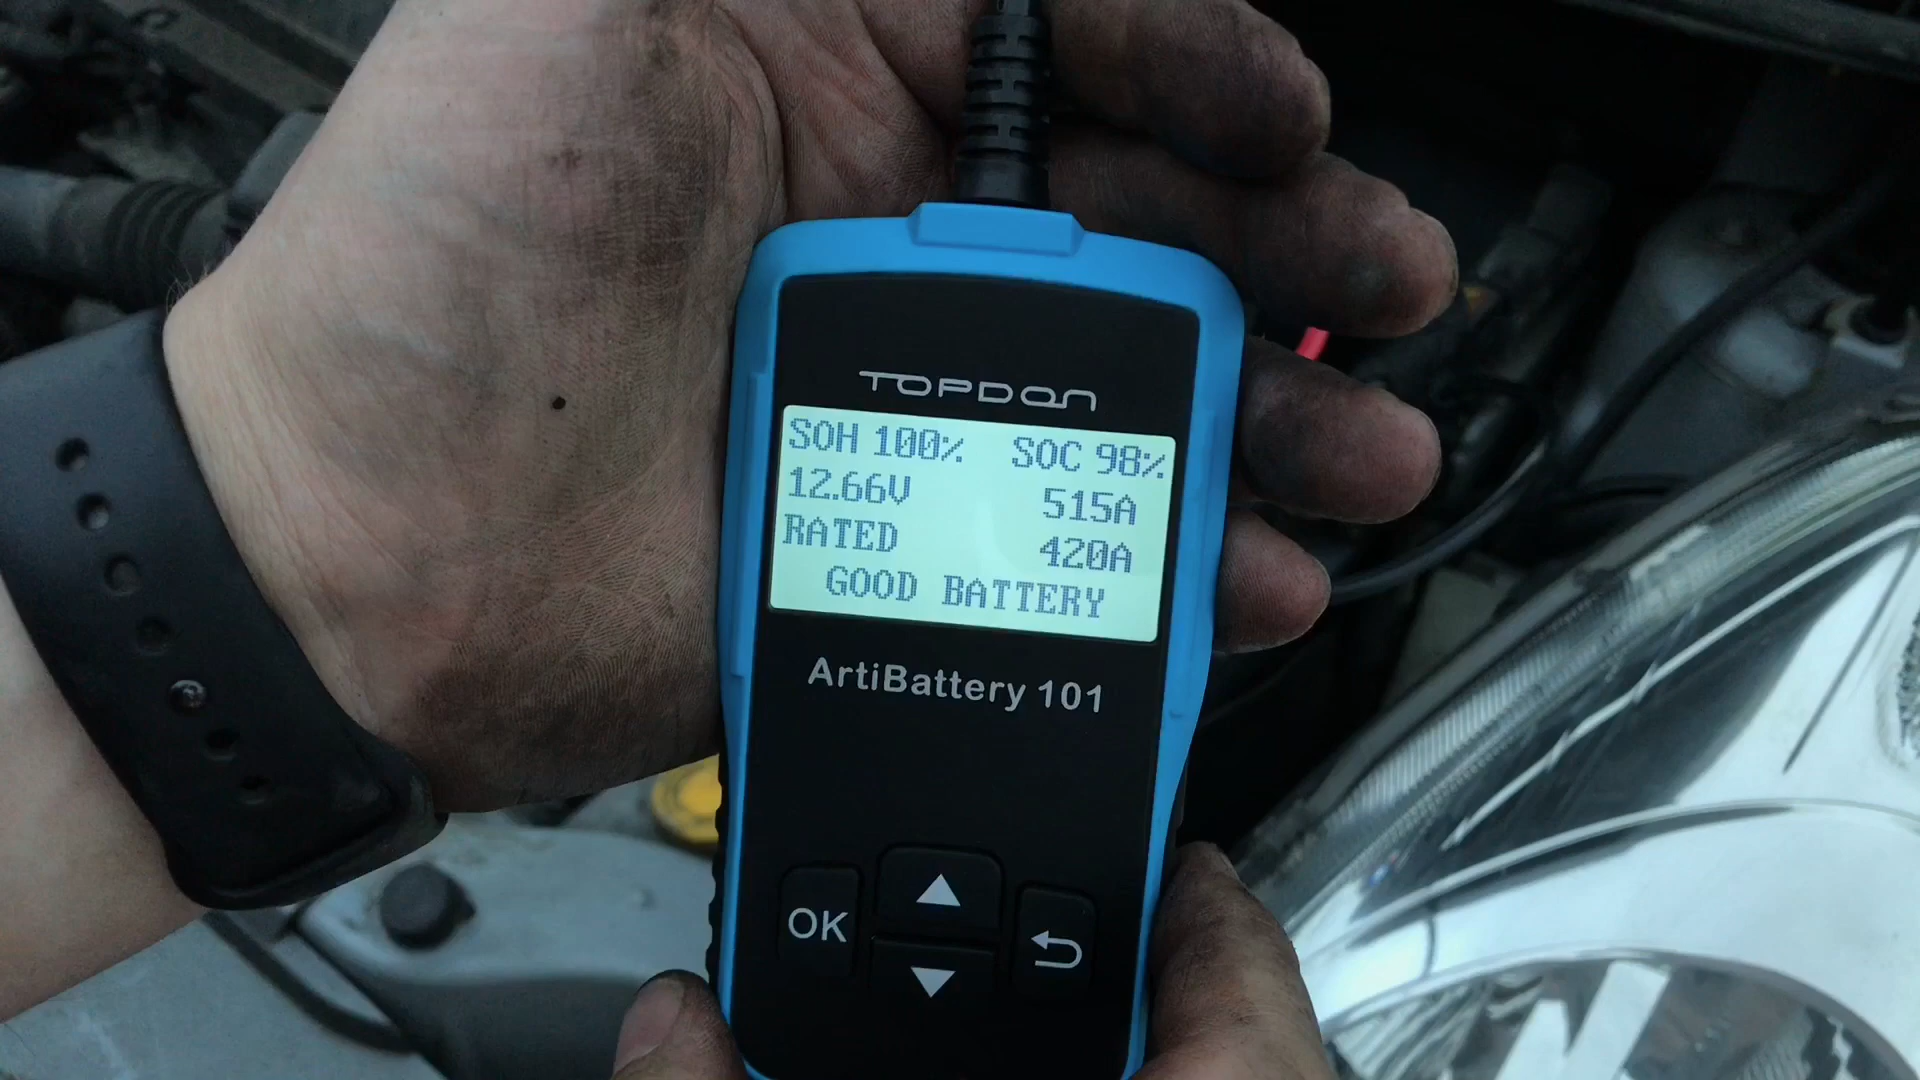 TOPDON
SOH 100% SOC 98%
12.66V 515A
RATED 420A
GOOD BATTERY
ArtiBattery 101
OK